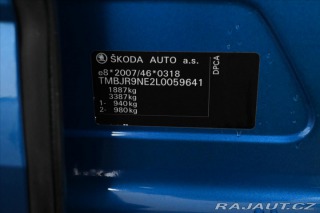 ŠKODA AUTO a.s.
e8*2007/46*0318
TMBJR9NE2L0059641
1887kg
3387kg
1- 940kg
2- 980kg
DPCA
RAJAUT.CZ